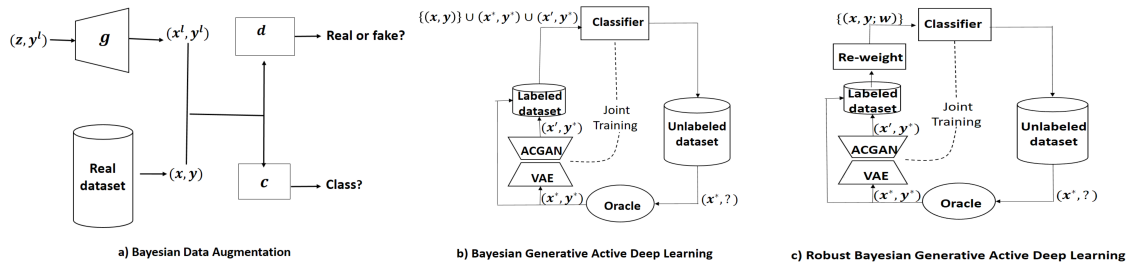 (z, y^l)
g
(x^l, y^l)
d
Real or fake?
Real
dataset
(x, y)
c
Class?
a) Bayesian Data Augmentation
{(x, y)} ∪ (x*, y*) ∪ (x′, y*)
Classifier
Labeled
dataset
(x′, y*)
ACGAN
VAE
(x*, y*)
Joint
Training
Unlabeled
dataset
Oracle
(x*, ?)
b) Bayesian Generative Active Deep Learning
{(x, y; w)}
Classifier
Re-weight
Labeled
dataset
(x′, y*)
ACGAN
VAE
(x*, y*)
Joint
Training
Unlabeled
dataset
Oracle
(x*, ?)
c) Robust Bayesian Generative Active Deep Learning